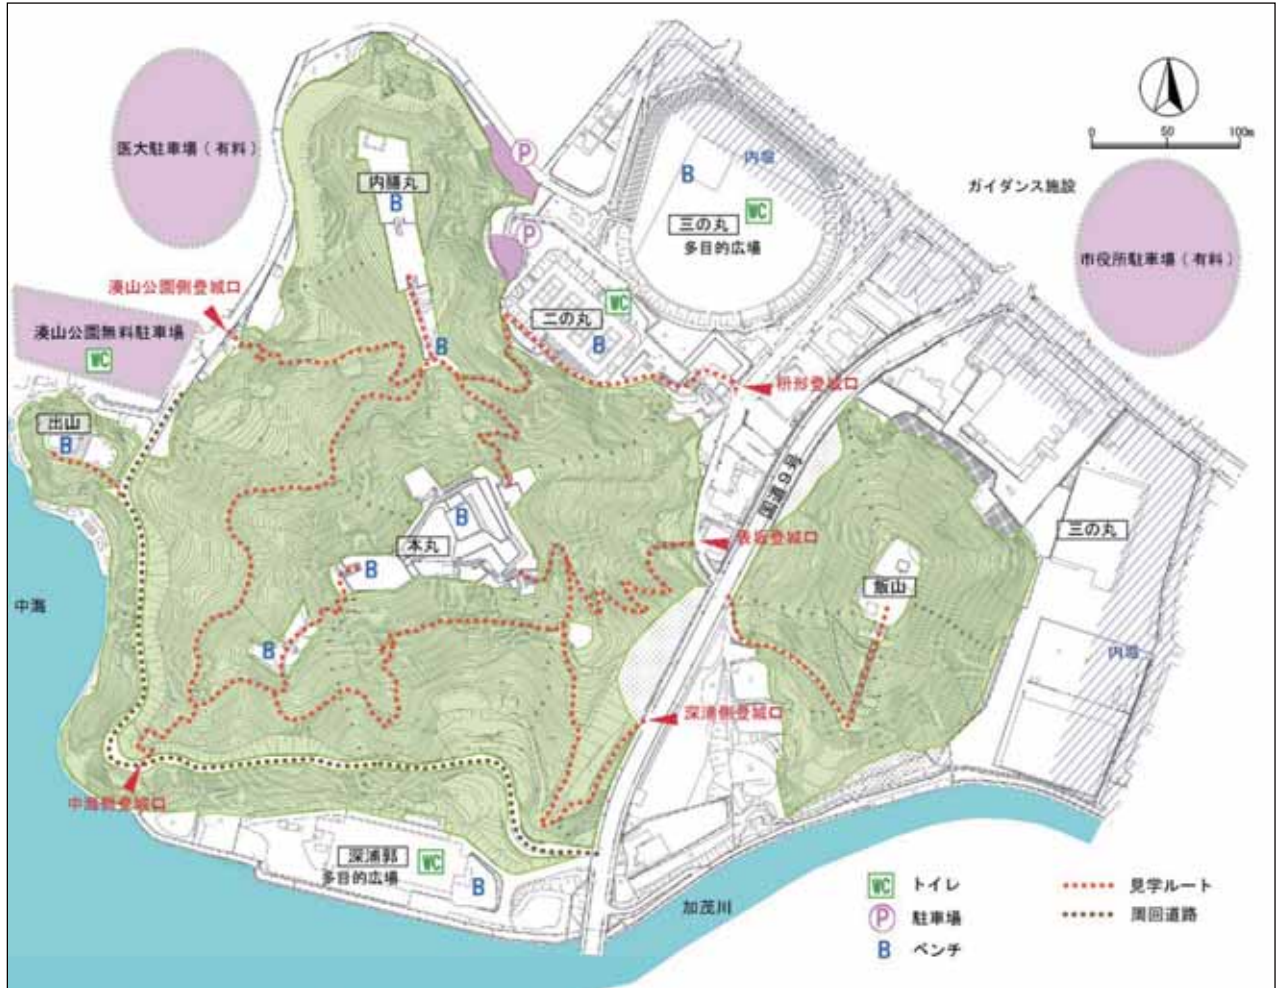 医大駐車場（有料）
P
内膳丸
B
P
B
内堀
WC
三の丸
多目的広場
0 50 100m
ガイダンス施設
市役所駐車場（有料）
湊山公園側登城口
湊山公園無料駐車場
WC
WC
二の丸
B
B
枡形登城口
出山
B
国道9号
B
本丸
B
表坂登城口
三の丸
飯山
中海
B
内堀
深浦側登城口
中海側登城口
深浦郭
WC
多目的広場
B
加茂川
WC トイレ
P 駐車場
B ベンチ
見学ルート
周回道路